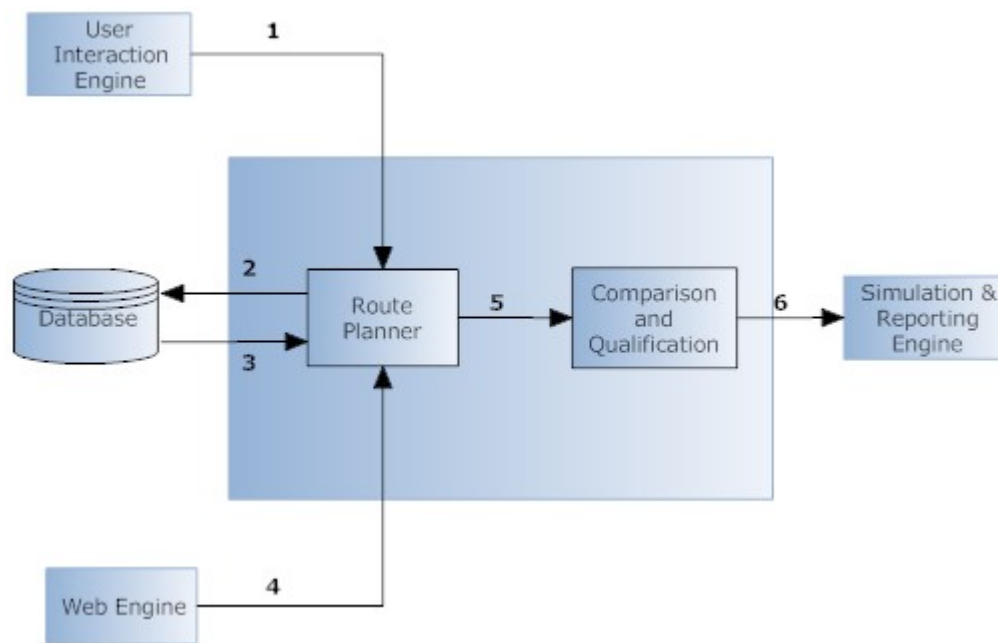 User
Interaction
Engine
1
2
Database
3
Route
Planner
5
Comparison
and
Qualification
6
Simulation &
Reporting
Engine
Web Engine
4